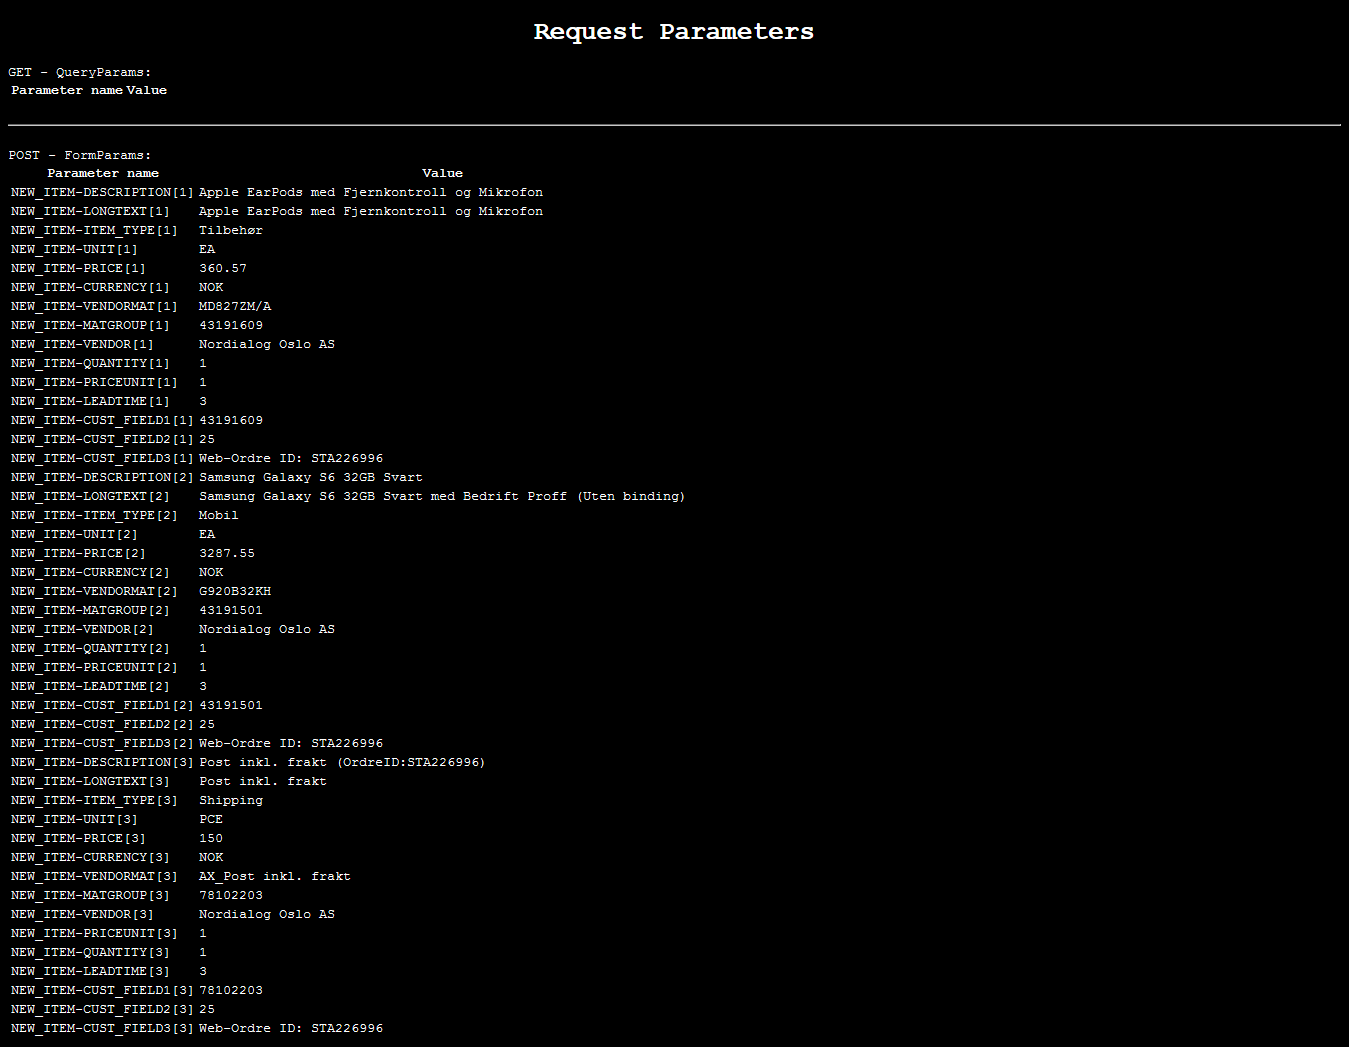 Request Parameters
GET - QueryParams:
Parameter name Value
POST - FormParams:
Parameter name Value
NEW_ITEM-DESCRIPTION[1] Apple EarPods med Fjernkontroll og Mikrofon
NEW_ITEM-LONGTEXT[1] Apple EarPods med Fjernkontroll og Mikrofon
NEW_ITEM-ITEM_TYPE[1] Tilbehør
NEW_ITEM-UNIT[1] EA
NEW_ITEM-PRICE[1] 360.57
NEW_ITEM-CURRENCY[1] NOK
NEW_ITEM-VENDORMAT[1] MD827ZM/A
NEW_ITEM-MATGROUP[1] 43191609
NEW_ITEM-VENDOR[1] Nordialog Oslo AS
NEW_ITEM-QUANTITY[1] 1
NEW_ITEM-PRICEUNIT[1] 1
NEW_ITEM-LEADTIME[1] 3
NEW_ITEM-CUST_FIELD1[1] 43191609
NEW_ITEM-CUST_FIELD2[1] 25
NEW_ITEM-CUST_FIELD3[1] Web-Ordre ID: STA226996
NEW_ITEM-DESCRIPTION[2] Samsung Galaxy S6 32GB Svart
NEW_ITEM-LONGTEXT[2] Samsung Galaxy S6 32GB Svart med Bedrift Proff (Uten binding)
NEW_ITEM-ITEM_TYPE[2] Mobil
NEW_ITEM-UNIT[2] EA
NEW_ITEM-PRICE[2] 3287.55
NEW_ITEM-CURRENCY[2] NOK
NEW_ITEM-VENDORMAT[2] G920B32KH
NEW_ITEM-MATGROUP[2] 43191501
NEW_ITEM-VENDOR[2] Nordialog Oslo AS
NEW_ITEM-QUANTITY[2] 1
NEW_ITEM-PRICEUNIT[2] 1
NEW_ITEM-LEADTIME[2] 3
NEW_ITEM-CUST_FIELD1[2] 43191501
NEW_ITEM-CUST_FIELD2[2] 25
NEW_ITEM-CUST_FIELD3[2] Web-Ordre ID: STA226996
NEW_ITEM-DESCRIPTION[3] Post inkl. frakt (OrdreID:STA226996)
NEW_ITEM-LONGTEXT[3] Post inkl. frakt
NEW_ITEM-ITEM_TYPE[3] Shipping
NEW_ITEM-UNIT[3] PCE
NEW_ITEM-PRICE[3] 150
NEW_ITEM-CURRENCY[3] NOK
NEW_ITEM-VENDORMAT[3] AX_Post inkl. frakt
NEW_ITEM-MATGROUP[3] 78102203
NEW_ITEM-VENDOR[3] Nordialog Oslo AS
NEW_ITEM-PRICEUNIT[3] 1
NEW_ITEM-QUANTITY[3] 1
NEW_ITEM-LEADTIME[3] 3
NEW_ITEM-CUST_FIELD1[3] 78102203
NEW_ITEM-CUST_FIELD2[3] 25
NEW_ITEM-CUST_FIELD3[3] Web-Ordre ID: STA226996